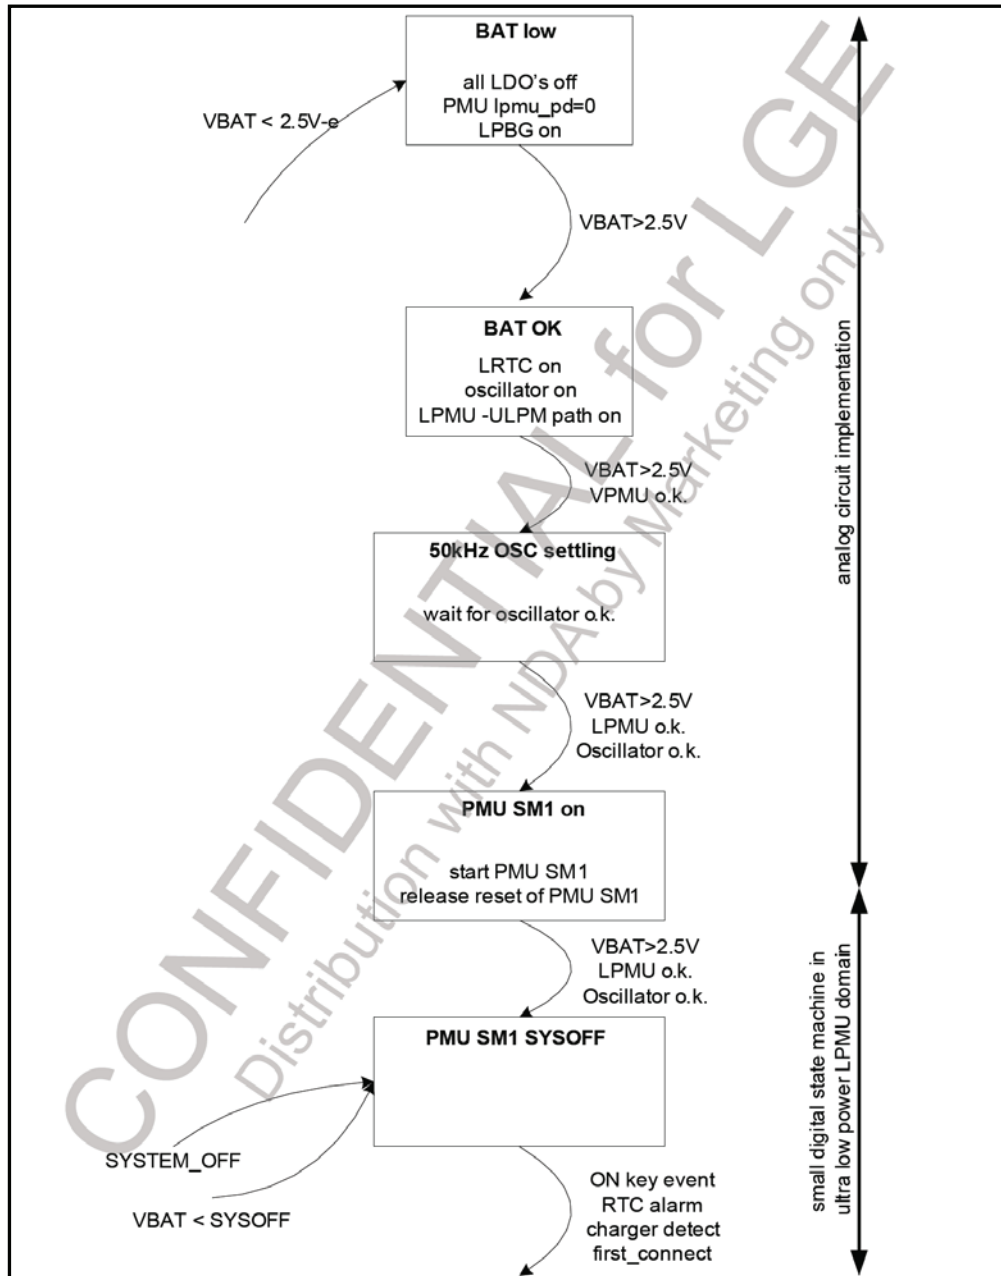 BAT low
all LDO's off
PMU lpmu_pd=0
LPBG on
VBAT < 2.5V-e
VBAT>2.5V
BAT OK
LRTC on
oscillator on
LPMU -ULPM path on
VBAT>2.5V
VPMU o.k.
50kHz OSC settling
wait for oscillator o.k.
VBAT>2.5V
LPMU o.k.
Oscillator o.k.
PMU SM1 on
start PMU SM1
release reset of PMU SM1
VBAT>2.5V
LPMU o.k.
Oscillator o.k.
PMU SM1 SYSOFF
SYSTEM_OFF
VBAT < SYSOFF
ON key event
RTC alarm
charger detect
first_connect
analog circuit implementation
small digital state machine in
ultra low power LPMU domain
CONFIDENTIAL for LGE
Distribution with NDA by Marketing only